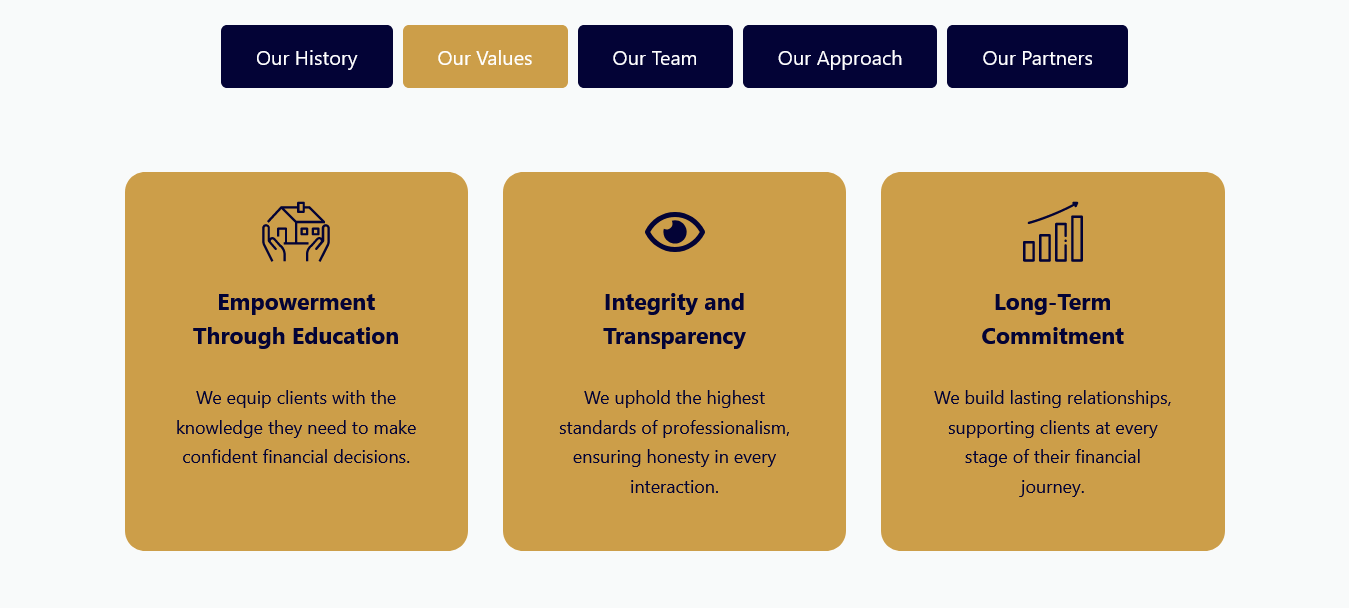 Our History
Our Values
Our Team
Our Approach
Our Partners
Empowerment
Through Education
We equip clients with the
knowledge they need to make
confident financial decisions.
Integrity and
Transparency
We uphold the highest
standards of professionalism,
ensuring honesty in every
interaction.
Long-Term
Commitment
We build lasting relationships,
supporting clients at every
stage of their financial
journey.